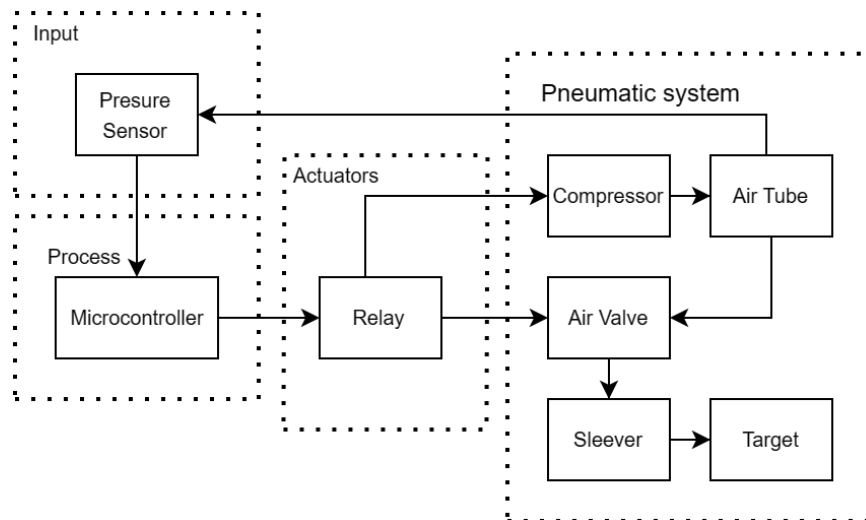 Input
Presure
Sensor
Pneumatic system
Actuators
Compressor
Air Tube
Process
Microcontroller
Relay
Air Valve
Sleever
Target